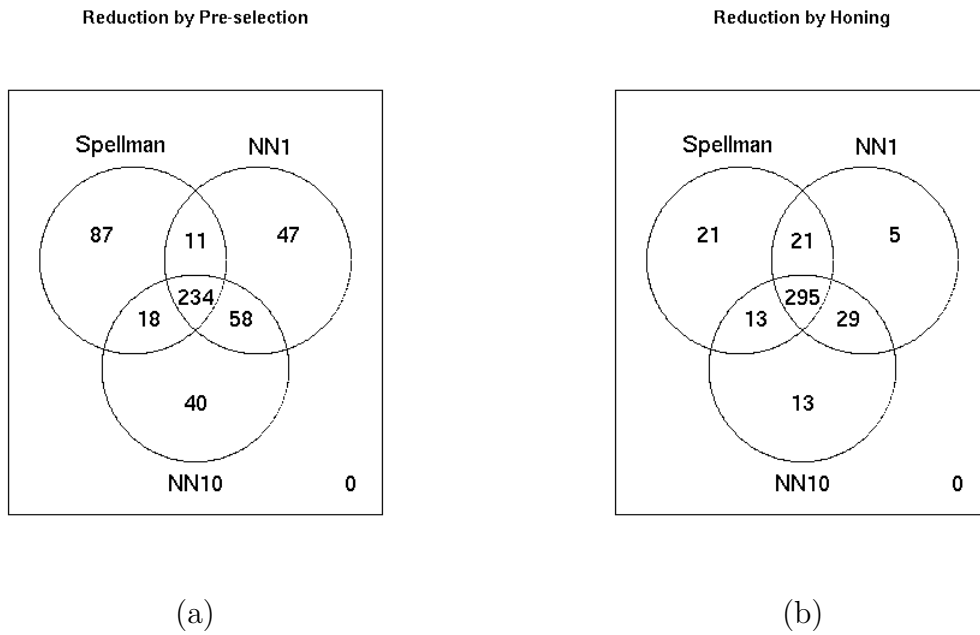 Reduction by Pre-selection
Spellman NN1
87 11 47
234
18 58
40
NN10 0
(a)
Reduction by Honing
Spellman NN1
21 21 5
295
13 29
13
NN10 0
(b)